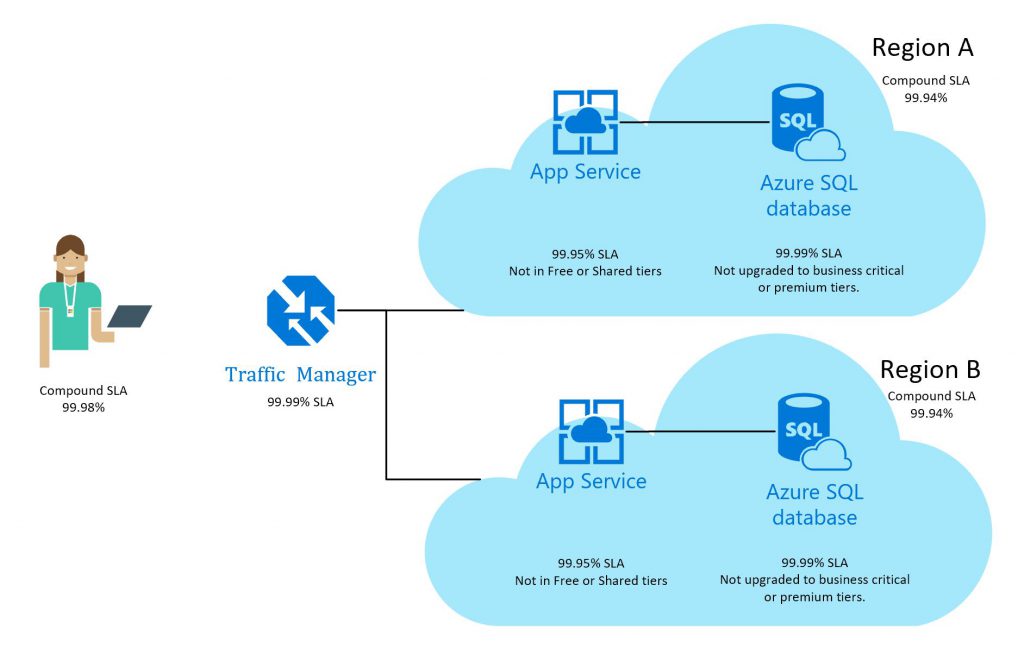 Region A
Compound SLA
99.94%
SQL
App Service
Azure SQL
database
99.95% SLA
Not in Free or Shared tiers
99.99% SLA
Not upgraded to business critical
or premium tiers.
Compound SLA
99.98%
Traffic Manager
99.99% SLA
Region B
Compound SLA
99.94%
SQL
App Service
Azure SQL
database
99.95% SLA
Not in Free or Shared tiers
99.99% SLA
Not upgraded to business critical
or premium tiers.